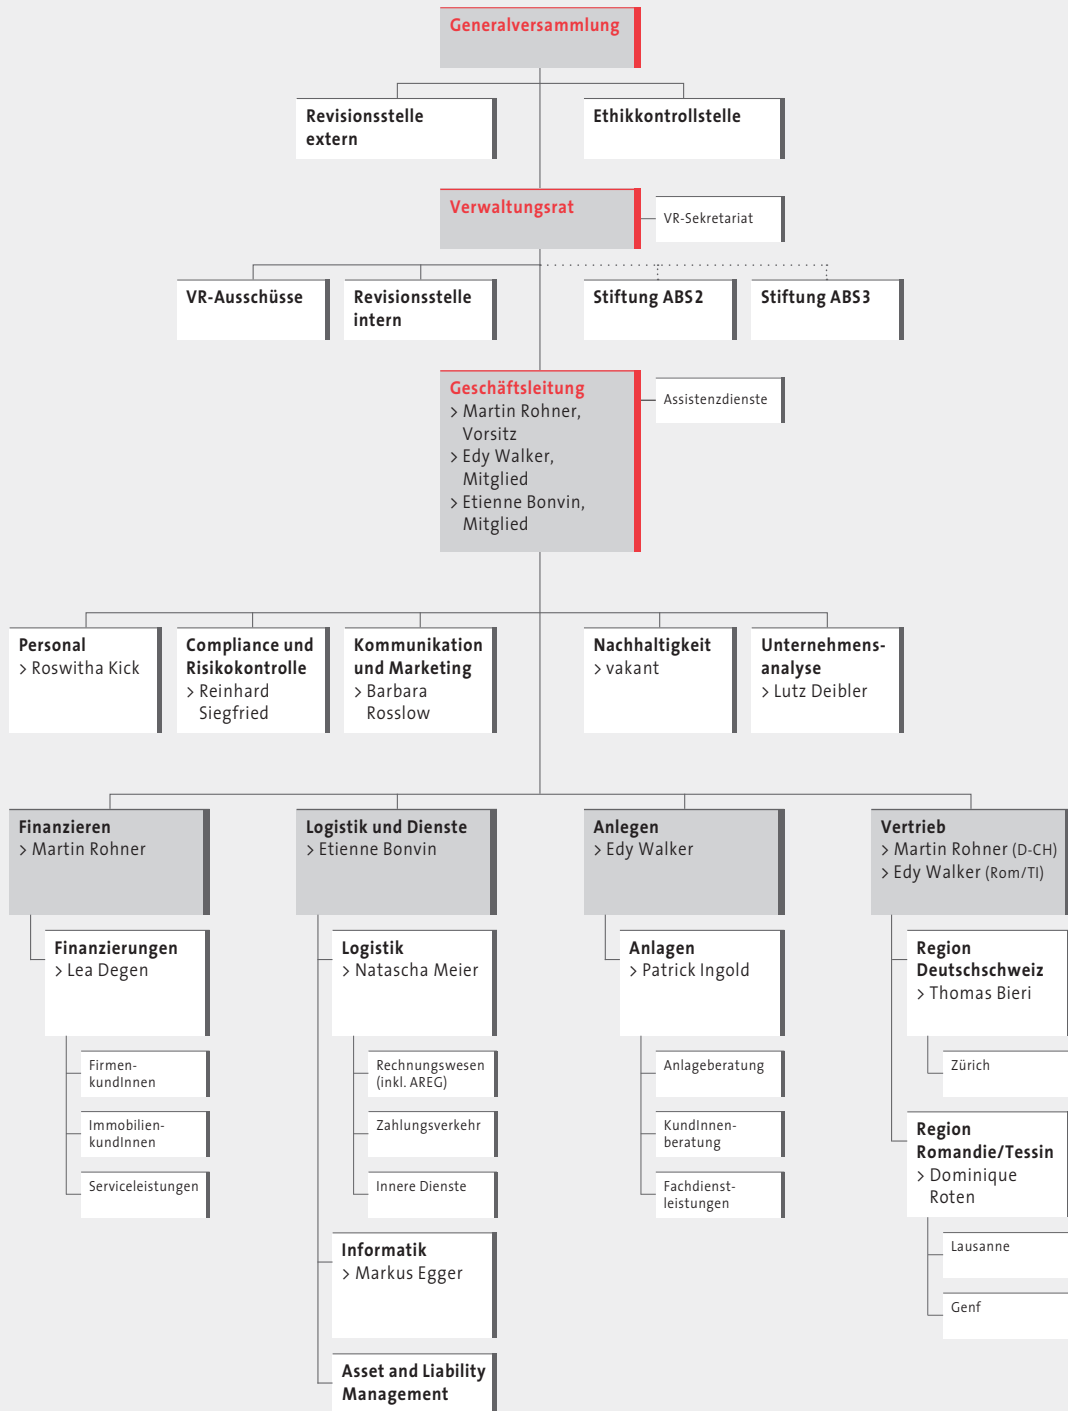 Generalversammlung
Revisionsstelle
extern
Ethikkontrollstelle
Verwaltungsrat
VR-Sekretariat
VR-Ausschüsse
Revisionsstelle
intern
Stiftung ABS2
Stiftung ABS3
Geschäftsleitung
> Martin Rohner,
Vorsitz
> Edy Walker,
Mitglied
> Etienne Bonvin,
Mitglied
Assistenzdienste
Personal
> Roswitha Kick
Compliance und
Risikokontrolle
> Reinhard
Siegfried
Kommunikation
und Marketing
> Barbara
Rosslow
Nachhaltigkeit
> vakant
Unternehmens-
analyse
> Lutz Deibler
Finanzieren
> Martin Rohner
Finanzierungen
> Lea Degen
Firmen-
kundInnen
Immobilien-
kundInnen
Serviceleistungen
Logistik und Dienste
> Etienne Bonvin
Logistik
> Natascha Meier
Rechnungswesen
(inkl. AREG)
Zahlungsverkehr
Innere Dienste
Informatik
> Markus Egger
Asset and Liability
Management
Anlegen
> Edy Walker
Anlagen
> Patrick Ingold
Anlageberatung
KundInnen-
beratung
Fachdienst-
leistungen
Vertrieb
> Martin Rohner (D-CH)
> Edy Walker (Rom/TI)
Region
Deutschschweiz
> Thomas Bieri
Zürich
Region
Romandie/Tessin
> Dominique
Roten
Lausanne
Genf